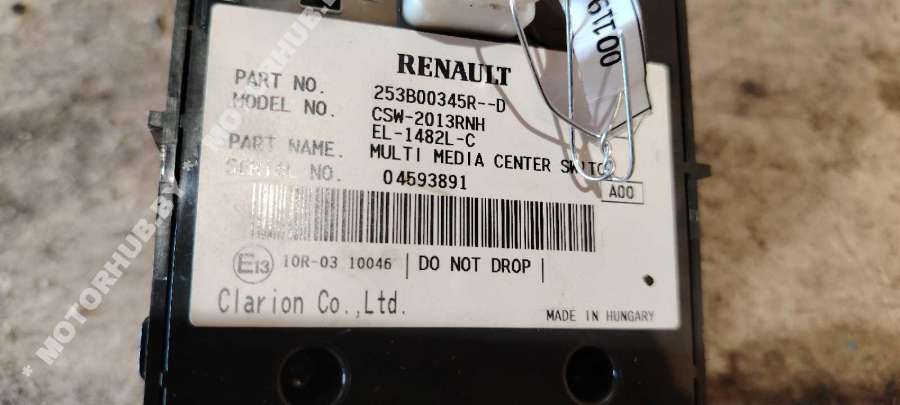 RENAULT
PART NO. 253B00345R--D
MODEL NO. CSW-2013RNH
EL-1482L-C
PART NAME. MULTI MEDIA CENTER
SERIAL NO. 04593891
A00
E13 10R-03 10046 DO NOT DROP
Clarion Co.,Ltd.
MADE IN HUNGARY
* MOTORHUB.BY